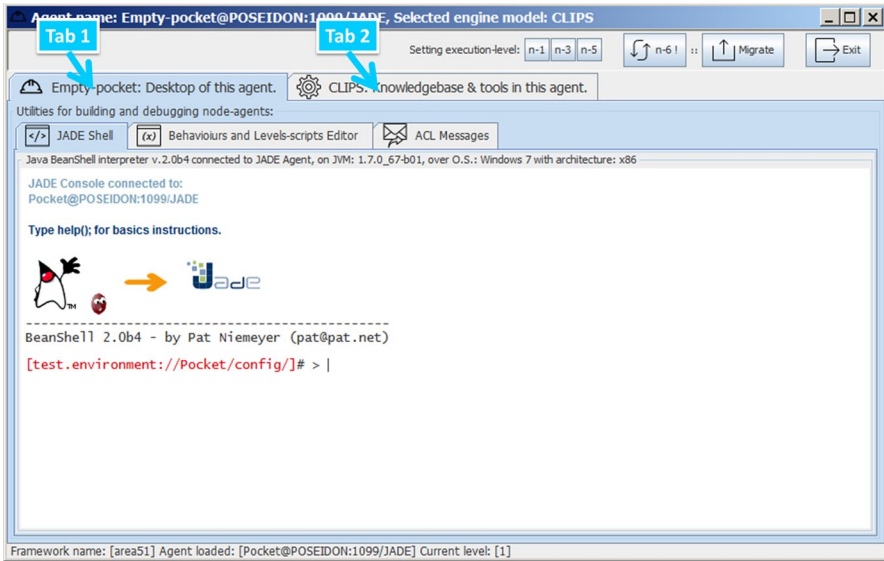 Agent name: Empty-pocket@POSEIDON:1099/JADE, Selected engine model: CLIPS
Tab 1
Tab 2
Setting execution-level: n-1 n-3 n-5 n-6 ! :: Migrate Exit
Empty-pocket: Desktop of this agent. CLIPS: Knowledgebase & tools in this agent.
Utilities for building and debugging node-agents:
</> JADE Shell (x) Behavioiurs and Levels-scripts Editor ACL Messages
Java BeanShell interpreter v.2.0b4 connected to JADE Agent, on JVM: 1.7.0_67-b01, over O.S.: Windows 7 with architecture: x86
JADE Console connected to:
Pocket@POSEIDON:1099/JADE
Type help(); for basics instructions.
TM Jade
----------------------------------------------------
BeanShell 2.0b4 - by Pat Niemeyer (pat@pat.net)
[test.environment://Pocket/config/]# > |
Framework name: [area51] Agent loaded: [Pocket@POSEIDON:1099/JADE] Current level: [1]